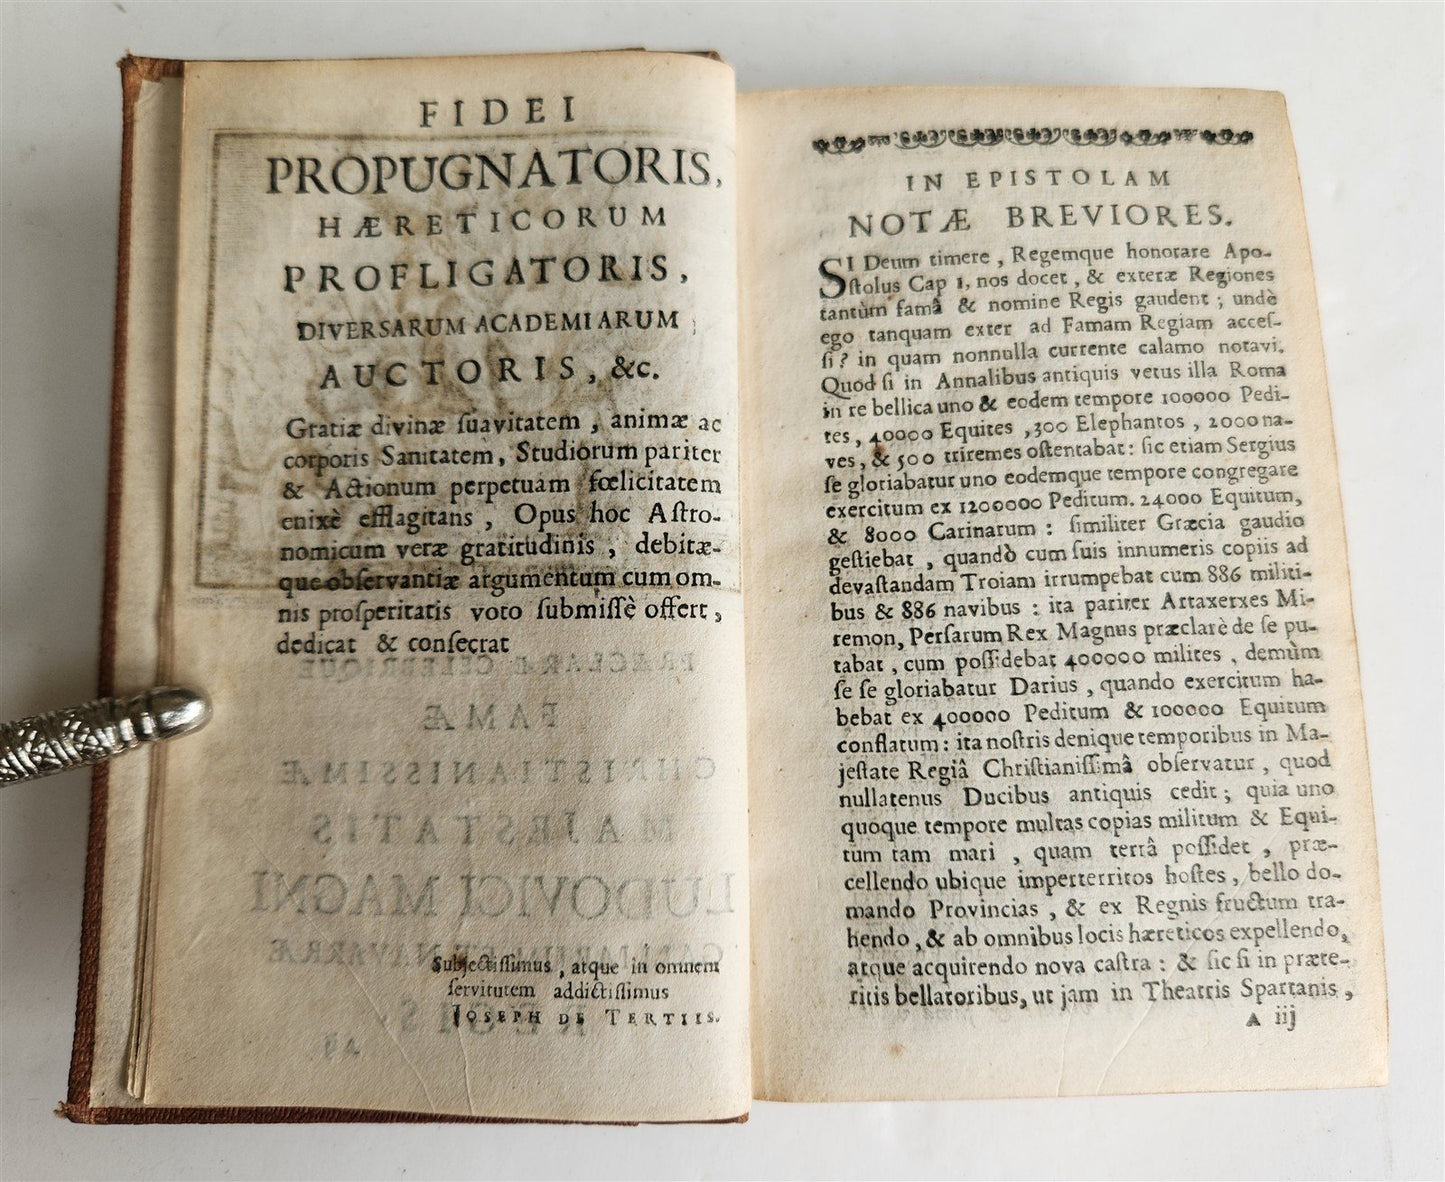 FIDEI
PROPUGNATORIS,
HÆRETICORUM
PROFLIGATORIS,
DIVERSARUM ACADEMIARUM
AUCTORIS, &c.
Gratiæ divinæ ſuavitatem, animæ ac
corporis Sanitatem, Studiorum pariter
& Actionum perpetuam fœlicitatem
enixè efflagitans, Opus hoc Aſtro-
nomicum veræ gratitudinis, debitæ-
que obſervantiæ argumentum cum om-
nis proſperitatis voto ſubmiſſè offert,
dedicat & conſecrat
Subjectiſſimus, atque in omnem
ſervitutem addictiſſimus
JOSEPH DE TERTIIS.
IN EPISTOLAM
NOTÆ BREVIORES.
SI Deum timere, Regemque honorare Apo-
ſtolus Cap 1, nos docet, & exteræ Regiones
tantùm famâ & nomine Regis gaudent; undè
ego tanquam exter ad Famam Regiam acceſ-
ſi? in quam nonnulla currente calamo notavi.
Quod ſi in Annalibus antiquis vetus illa Roma
in re bellica uno & eodem tempore 100000 Pedi-
tes, 40000 Equites, 300 Elephantos, 2000 na-
ves, & 500 triremes oſtentabat: ſic etiam Sergius
ſe gloriabatur uno eodemque tempore congregare
exercitum ex 1200000 Peditum. 24000 Equitum,
& 8000 Carinarum: ſimiliter Græcia gaudio
geſtiebat, quandò cum ſuis innumeris copiis ad
devaſtandam Troiam irrumpebat cum 886 militi-
bus & 886 navibus: ita pariter Artaxerxes Mi-
remon, Perſarum Rex Magnus præclarè de ſe pu-
tabat, cum poſſidebat 400000 milites, demùm
ſe ſe gloriabatur Darius, quando exercitum ha-
bebat ex 400000 Peditum & 100000 Equitum
conflatum: ita noſtris denique temporibus in Ma-
jeſtate Regiâ Chriſtianiſſimâ obſervatur, quod
nullatenus Ducibus antiquis cedit; quia uno
quoque tempore multas copias militum & Equi-
tum tam mari, quam terrâ poſſidet, præ-
cellendo ubique imperterritos hoſtes, bello do-
mando Provincias, & ex Regnis fructum tra-
hendo, & ab omnibus locis hæreticos expellendo,
atque acquirendo nova caſtra: & ſic ſi in præte-
ritis bellatoribus, ut jam in Theatris Spartanis,
A iij